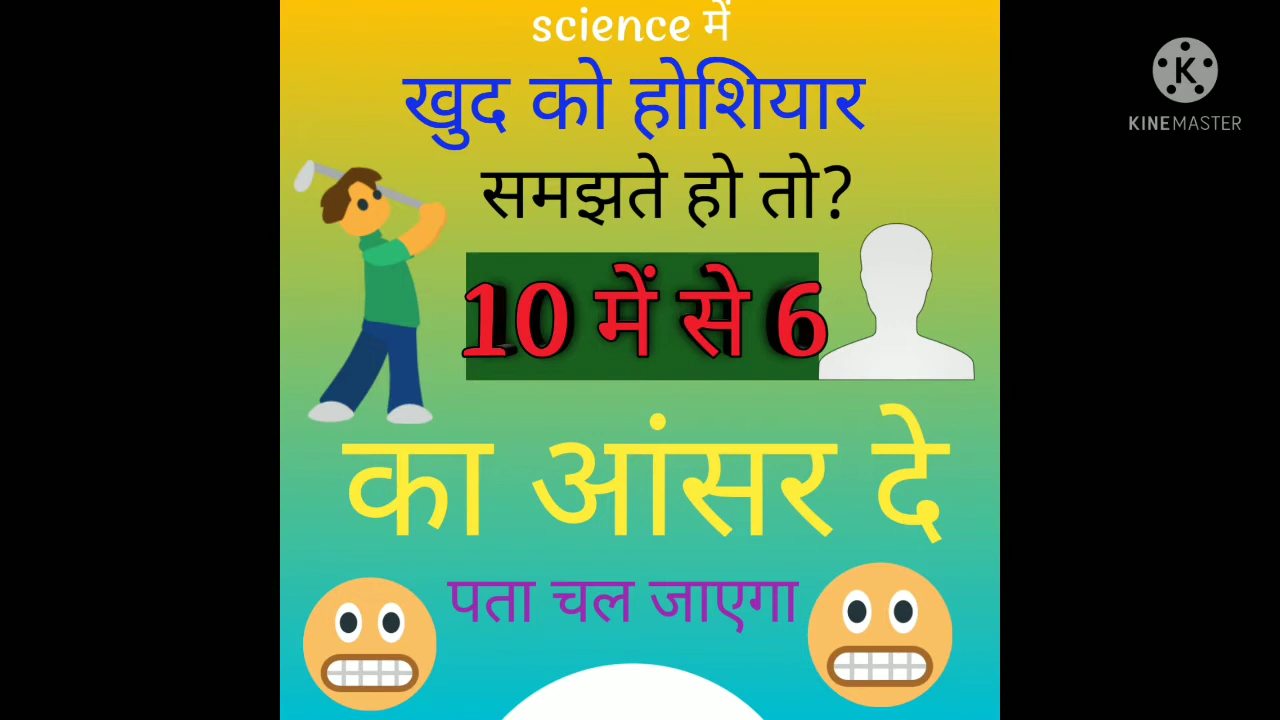 science में
खुद को होशियार
समझते हो तो?
10 में से 6
का आंसर दे
पता चल जाएगा
K
KINEMASTER